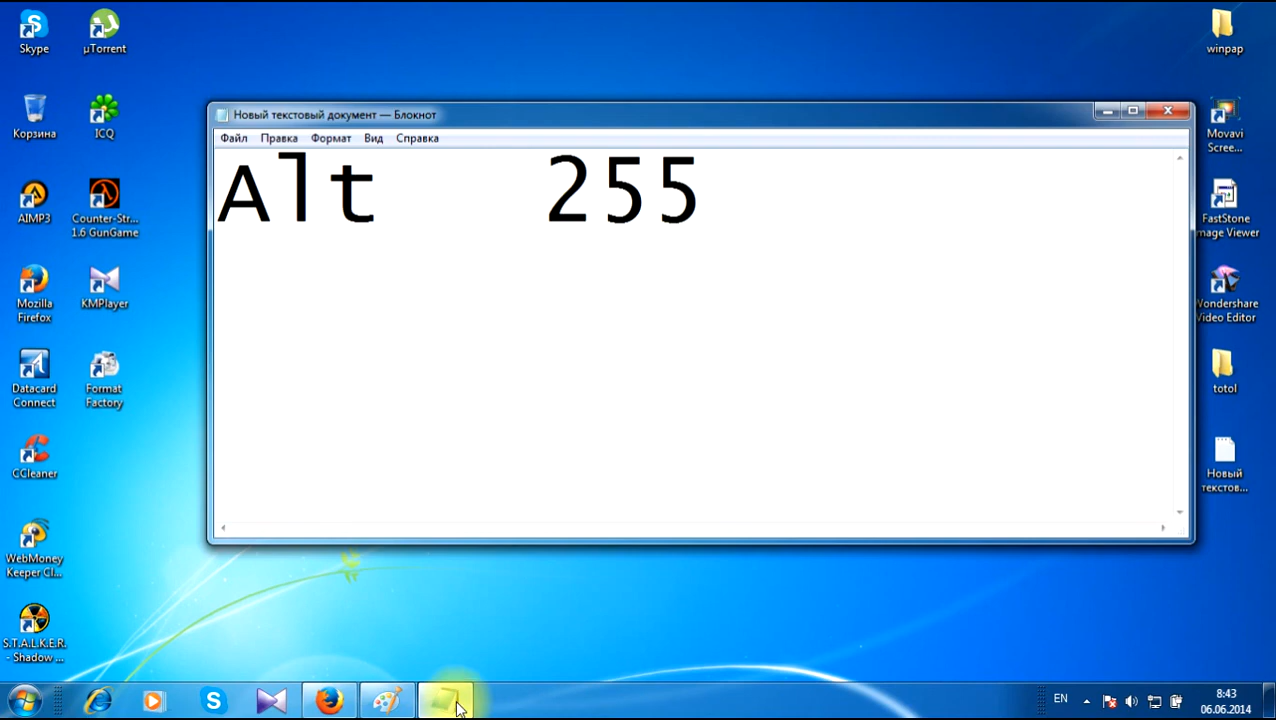 Skype
µTorrent
winpap
Корзина
ICQ
Movavi
Scree...
Новый текстовый документ — Блокнот
Файл Правка Формат Вид Справка
Alt 255
AIMP3
Counter-Str...
1.6 GunGame
FastStone
Image Viewer
Mozilla
Firefox
KMPlayer
Wondershare
Video Editor
Datacard
Connect
Format
Factory
totol
CCleaner
Новый
текстов...
WebMoney
Keeper Cl...
S.T.A.L.K.E.R.
- Shadow ...
EN
8:43
06.06.2014